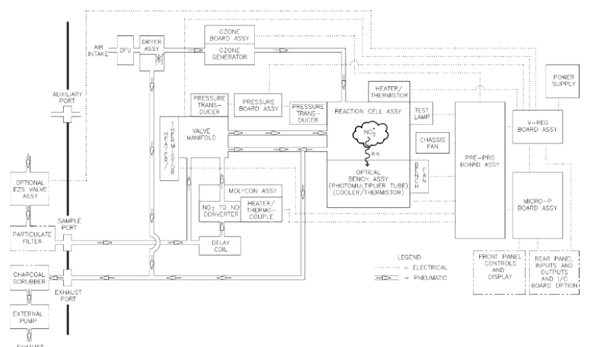 AIR
INTAKE
DFU
DRYER
ASSY
OZONE
BOARD ASSY
OZONE
GENERATOR
AUXILIARY
PORT
PRESSURE
TRANS-
DUCER
PRESSURE
BOARD ASSY
PRESSURE
TRANS-
DUCER
HEATER/
THERMISTOR
REACTION CELL ASSY
TEST
LAMP
CHASSIS
FAN
POWER
SUPPLY
V-REG
BOARD ASSY
PRE-PRO
BOARD ASSY
MICRO-P
BOARD ASSY
HEATER/
THERMISTOR
VALVE
MANIFOLD
NO2*
hn
OPTICAL
BENCH ASSY
(PHOTOMULTIPLIER TUBE)
(COOLER/THERMISTOR)
BENCH
FAN
OPTIONAL
EZS VALVE
ASSY
SAMPLE
PORT
PARTICULATE
FILTER
MOLYCON ASSY
NO2 TO NO
CONVERTER
HEATER/
THERMO-
COUPLE
DELAY
COIL
CHARCOAL
SCRUBBER
EXHAUST
PORT
EXTERNAL
PUMP
EXHAUST
LEGEND
= ELECTRICAL
= PNEUMATIC
FRONT PANEL
CONTROLS
AND
DISPLAY
REAR PANEL
INPUTS AND
OUTPUTS
AND I/O
BOARD OPTION